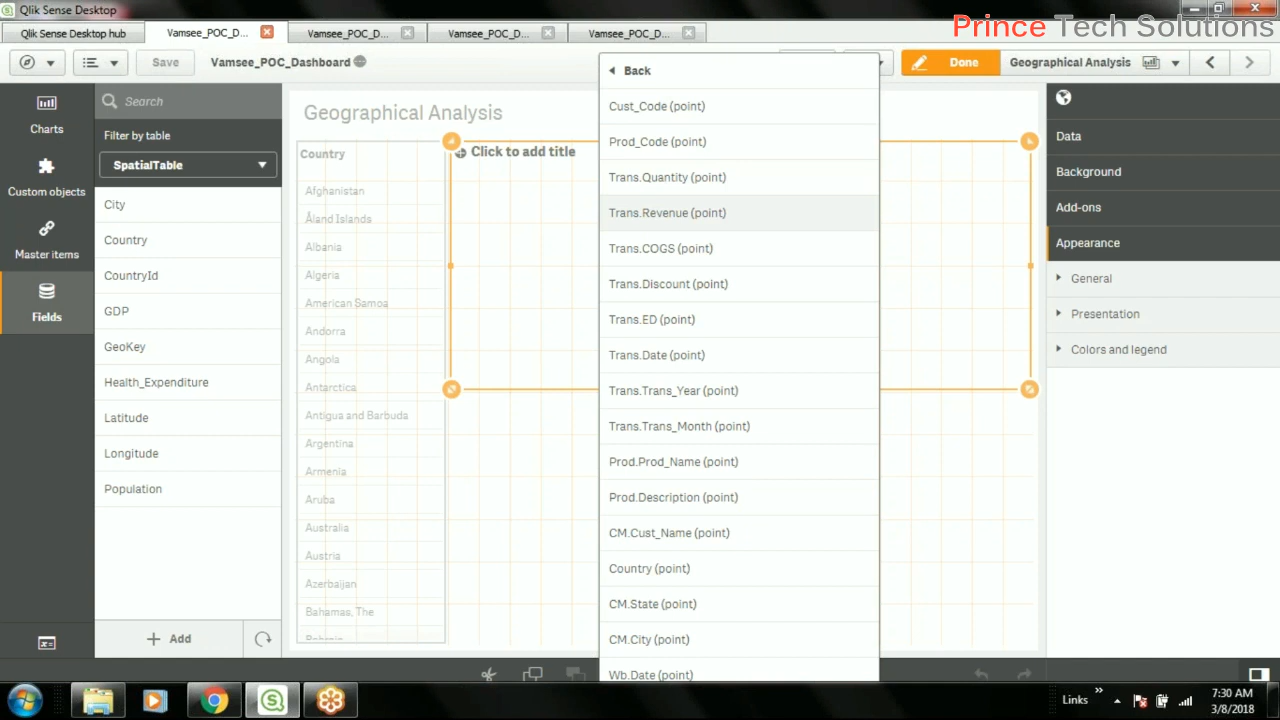 Qlik Sense Desktop
Prince Tech Solutions
Qlik Sense Desktop hub
Vamsee_POC_D...
Vamsee_POC_D...
Vamsee_POC_D...
Vamsee_POC_D...
Save
Vamsee_POC_Dashboard
Done
Geographical Analysis
Charts
Custom objects
Master items
Fields
Search
Filter by table
SpatialTable
City
Country
CountryId
GDP
GeoKey
Health_Expenditure
Latitude
Longitude
Population
Add
Geographical Analysis
Country
Afghanistan
Åland Islands
Albania
Algeria
American Samoa
Andorra
Angola
Antarctica
Antigua and Barbuda
Argentina
Armenia
Aruba
Australia
Austria
Azerbaijan
Bahamas, The
Bahrain
Click to add title
Back
Cust_Code (point)
Prod_Code (point)
Trans.Quantity (point)
Trans.Revenue (point)
Trans.COGS (point)
Trans.Discount (point)
Trans.ED (point)
Trans.Date (point)
Trans.Trans_Year (point)
Trans.Trans_Month (point)
Prod.Prod_Name (point)
Prod.Description (point)
CM.Cust_Name (point)
Country (point)
CM.State (point)
CM.City (point)
Wb.Date (point)
Data
Background
Add-ons
Appearance
General
Presentation
Colors and legend
Links
7:30 AM
3/8/2018